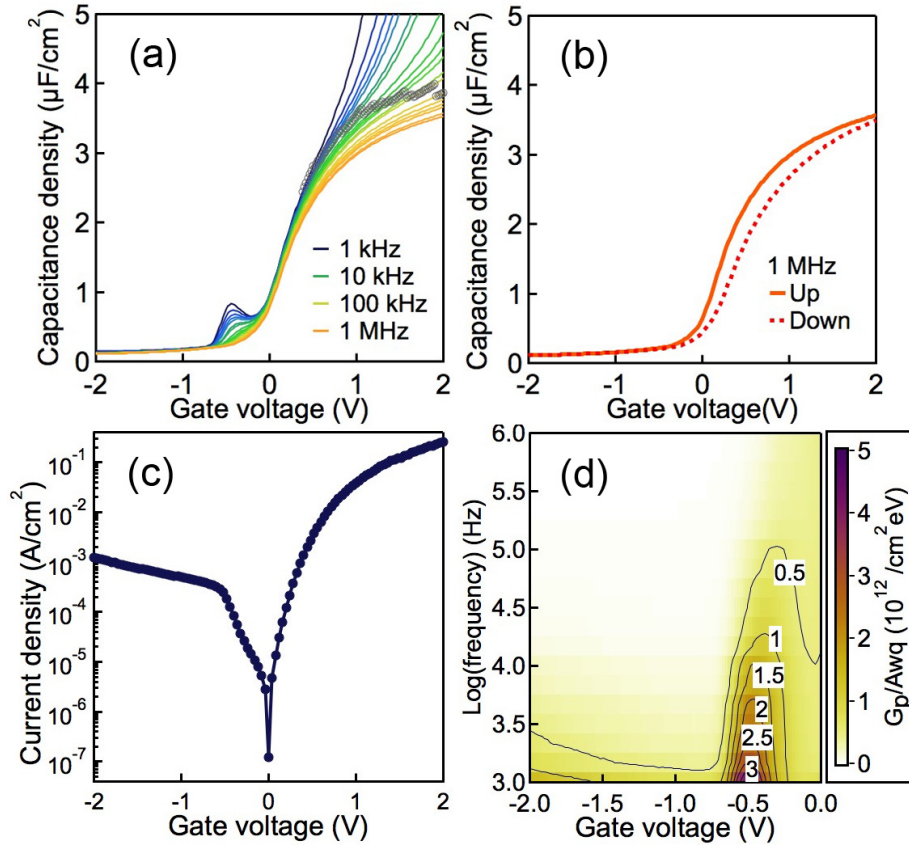 (a)
Capacitance density (µF/cm²)
5
4
3
2
1
0
1 kHz
10 kHz
100 kHz
1 MHz
-2
-1
0
1
2
Gate voltage (V)
(b)
Capacitance density (µF/cm²)
5
4
3
2
1
0
1 MHz
Up
Down
-2
-1
0
1
2
Gate voltage(V)
(c)
Current density (A/cm²)
10⁻¹
10⁻²
10⁻³
10⁻⁴
10⁻⁵
10⁻⁶
10⁻⁷
-2
-1
0
1
2
Gate voltage (V)
(d)
Log(frequency) (Hz)
6.0
5.0
4.5
4.0
3.5
3.0
0.5
1
1.5
2
2.5
3
-2.0
-1.5
-1.0
-0.5
0.0
Gate voltage (V)
5
4
3
2
1
0
Gp/Awq (10¹² /cm² eV)